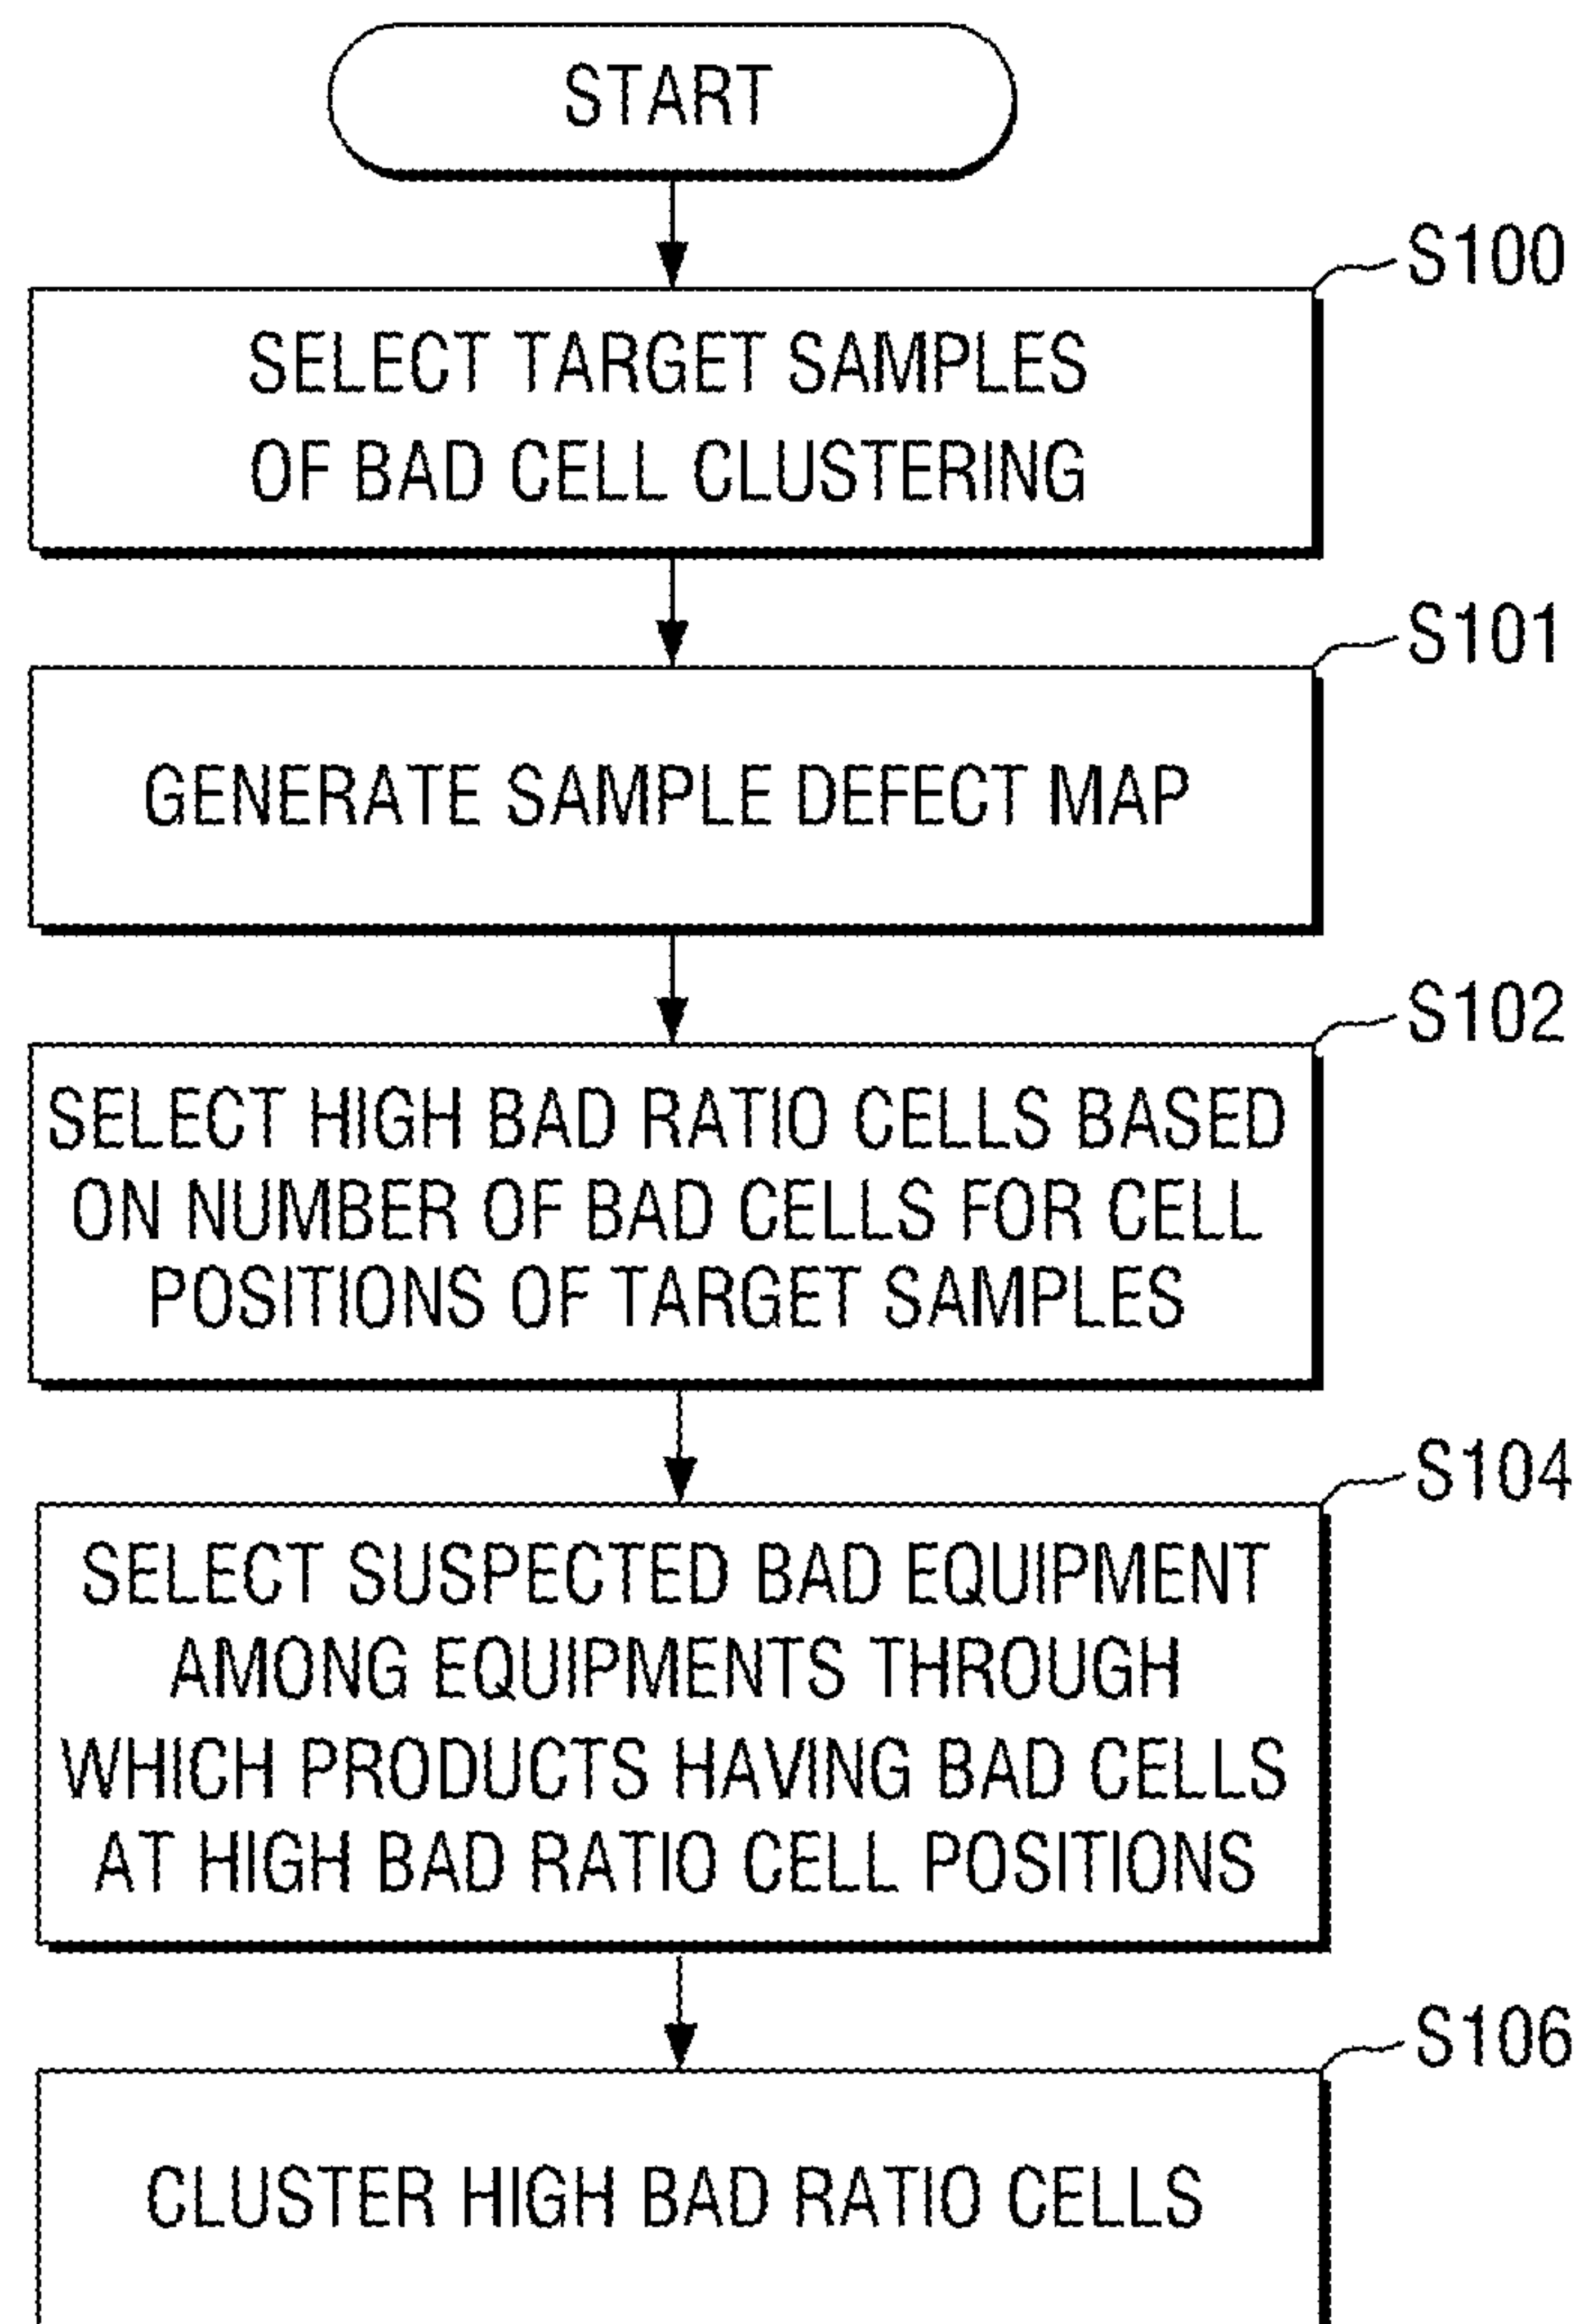 START
S100
SELECT TARGET SAMPLES
OF BAD CELL CLUSTERING
S101
GENERATE SAMPLE DEFECT MAP
S102
SELECT HIGH BAD RATIO CELLS BASED
ON NUMBER OF BAD CELLS FOR CELL
POSITIONS OF TARGET SAMPLES
S104
SELECT SUSPECTED BAD EQUIPMENT
AMONG EQUIPMENTS THROUGH
WHICH PRODUCTS HAVING BAD CELLS
AT HIGH BAD RATIO CELL POSITIONS
S106
CLUSTER HIGH BAD RATIO CELLS